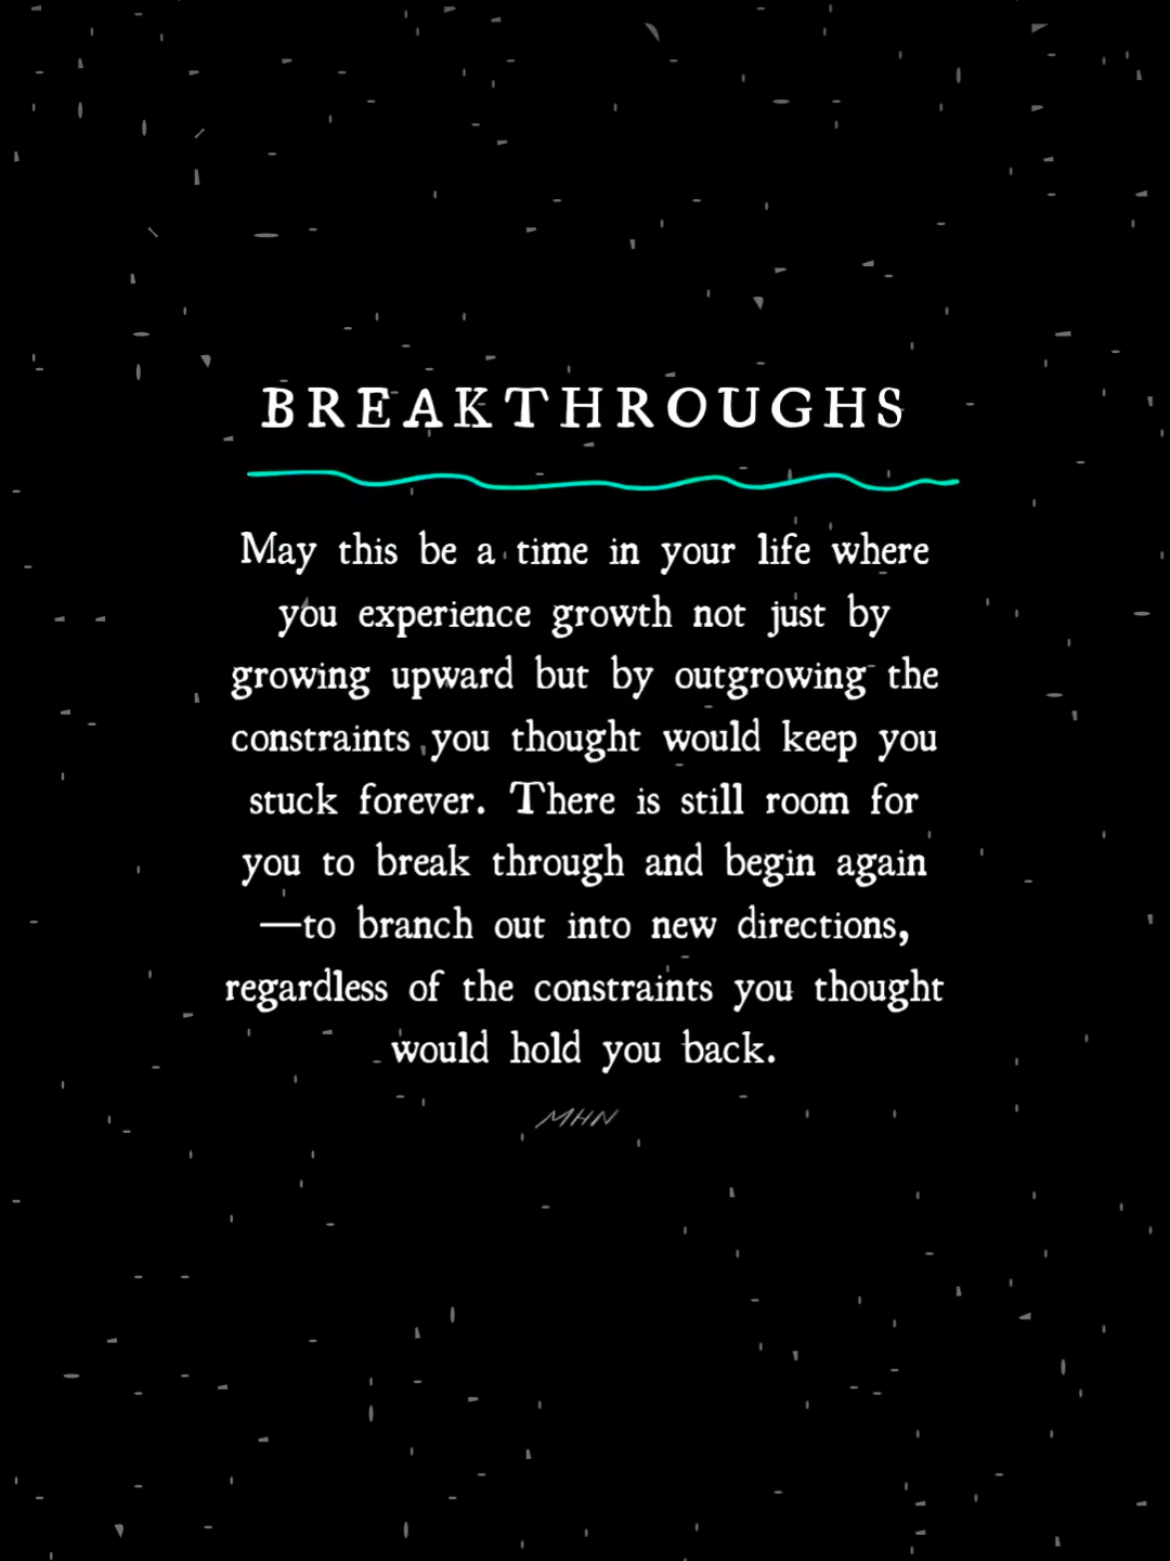 BREAKTHROUGHS
May this be a time in your life where
you experience growth not just by
growing upward but by outgrowing the
constraints you thought would keep you
stuck forever. There is still room for
you to break through and begin again
—to branch out into new directions,
regardless of the constraints you thought
would hold you back.
MHN